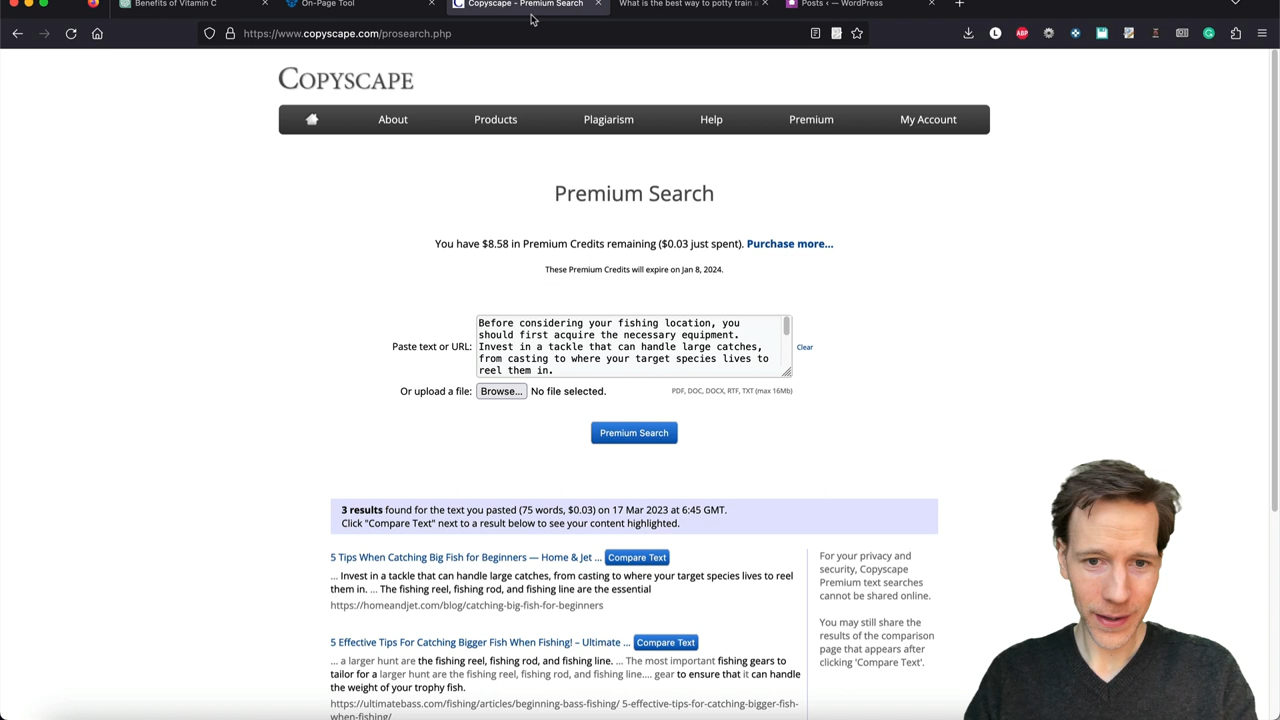 Benefits of Vitamin C
On-Page Tool
Copyscape - Premium Search
What is the best way to potty train a
Posts ‹ — WordPress
https://www.copyscape.com/prosearch.php
L
ABP
COPYSCAPE
About
Products
Plagiarism
Help
Premium
My Account
Premium Search
You have $8.58 in Premium Credits remaining ($0.03 just spent). Purchase more...
These Premium Credits will expire on Jan 8, 2024.
Paste text or URL:
Before considering your fishing location, you
should first acquire the necessary equipment.
Invest in a tackle that can handle large catches,
from casting to where your target species lives to
reel them in.
Clear
Or upload a file:
Browse...
No file selected.
PDF, DOC, DOCX, RTF, TXT (max 16Mb)
Premium Search
3 results found for the text you pasted (75 words, $0.03) on 17 Mar 2023 at 6:45 GMT.
Click "Compare Text" next to a result below to see your content highlighted.
5 Tips When Catching Big Fish for Beginners — Home & Jet ...
Compare Text
... Invest in a tackle that can handle large catches, from casting to where your target species lives to reel
them in. ... The fishing reel, fishing rod, and fishing line are the essential
https://homeandjet.com/blog/catching-big-fish-for-beginners
5 Effective Tips For Catching Bigger Fish When Fishing! – Ultimate ...
Compare Text
... a larger hunt are the fishing reel, fishing rod, and fishing line. ... The most important fishing gears to
tailor for a larger hunt are the fishing reel, fishing rod, and fishing line.... gear to ensure that it can handle
the weight of your trophy fish.
https://ultimatebass.com/fishing/articles/beginning-bass-fishing/ 5-effective-tips-for-catching-bigger-fish-
when-fishing/
For your privacy and
security, Copyscape
Premium text searches
cannot be shared online.
You may still share the
results of the comparison
page that appears after
clicking 'Compare Text'.